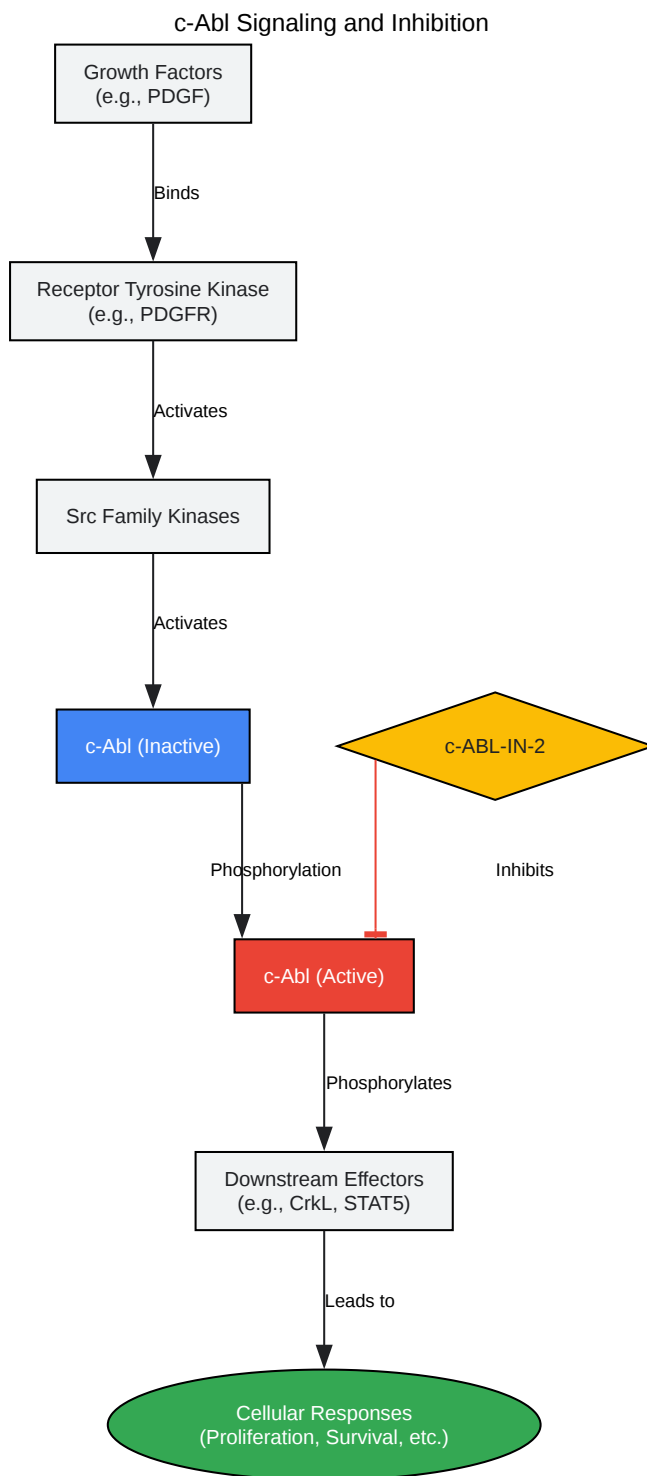 c-Abl Signaling and Inhibition
Growth Factors
(e.g., PDGF)
Binds
Receptor Tyrosine Kinase
(e.g., PDGFR)
Activates
Src Family Kinases
Activates
c-Abl (Inactive)
c-ABL-IN-2
Phosphorylation
Inhibits
c-Abl (Active)
Phosphorylates
Downstream Effectors
(e.g., CrkL, STAT5)
Leads to
Cellular Responses
(Proliferation, Survival, etc.)